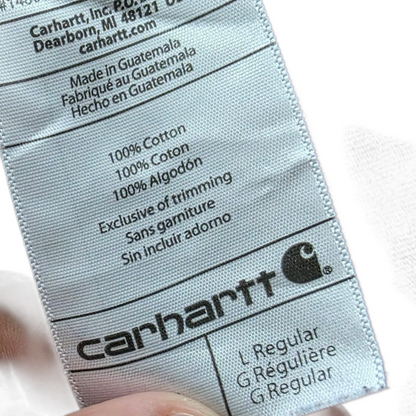 Carhartt, Inc. P.O.
Dearborn, MI 48121
carhartt.com
Made in Guatemala
Fabriqué au Guatemala
Hecho en Guatemala
100% Cotton
100% Coton
100% Algodón
Exclusive of trimming
Sans garniture
Sin incluir adorno
carhartt
L Regular
G Régulière
G Regular